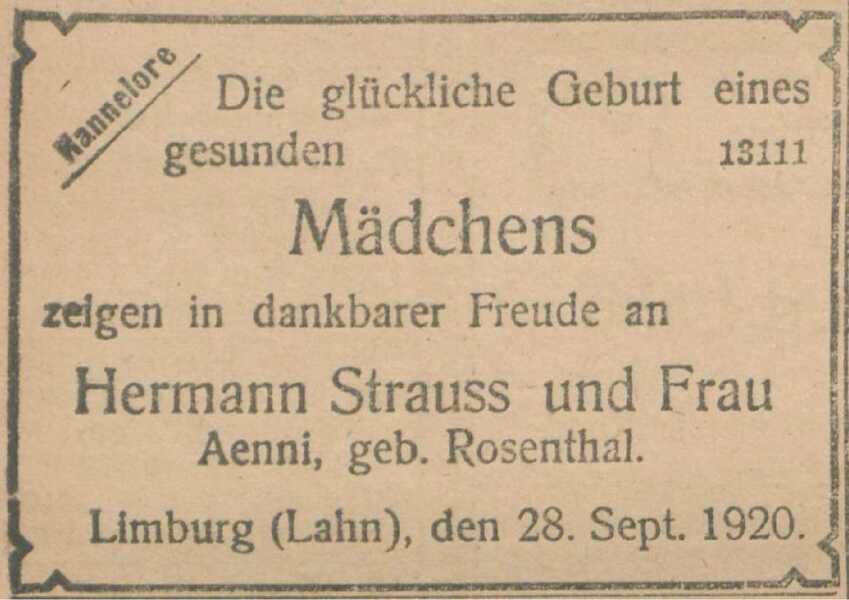 Hannelore
Die glückliche Geburt eines
gesunden 13111
Mädchens
zeigen in dankbarer Freude an
Hermann Strauss und Frau
Aenni, geb. Rosenthal.
Limburg (Lahn), den 28. Sept. 1920.